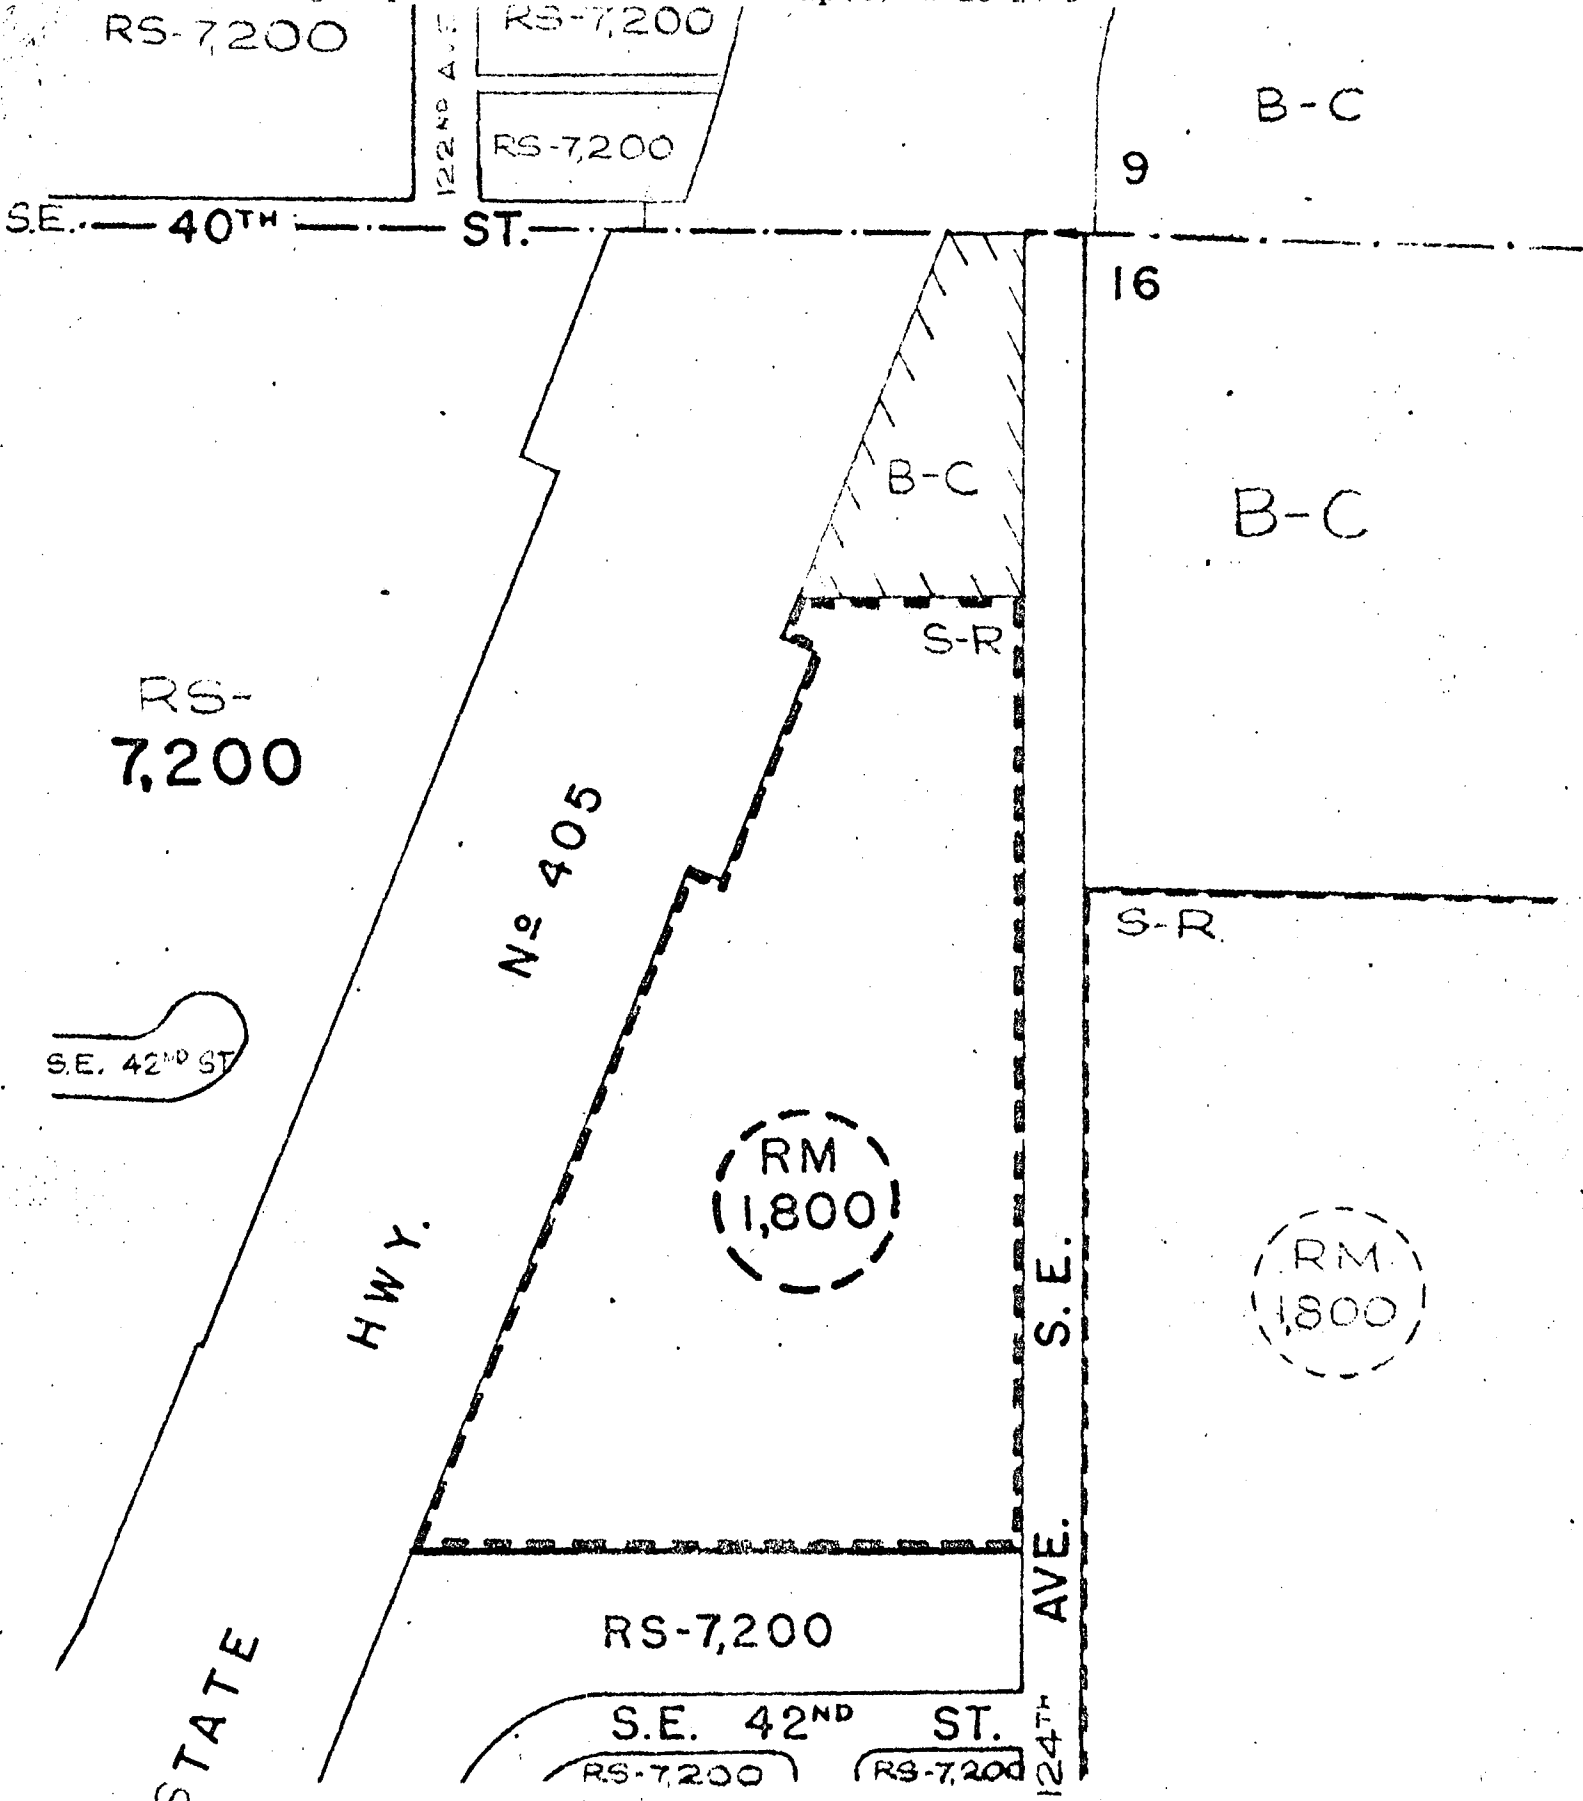 RS-7,200
122ND AVE
RS-7,200
RS-7,200
B-C
9
S.E. 40TH ST.
16
B-C
B-C
S-R
RS-
7,200
Nº 405
S-R
S.E. 42ND ST
RM
1,800
RM
1,800
HWY.
S.E.
AVE.
124TH
STATE
RS-7,200
S.E. 42ND ST.
RS-7,200
RS-7,200